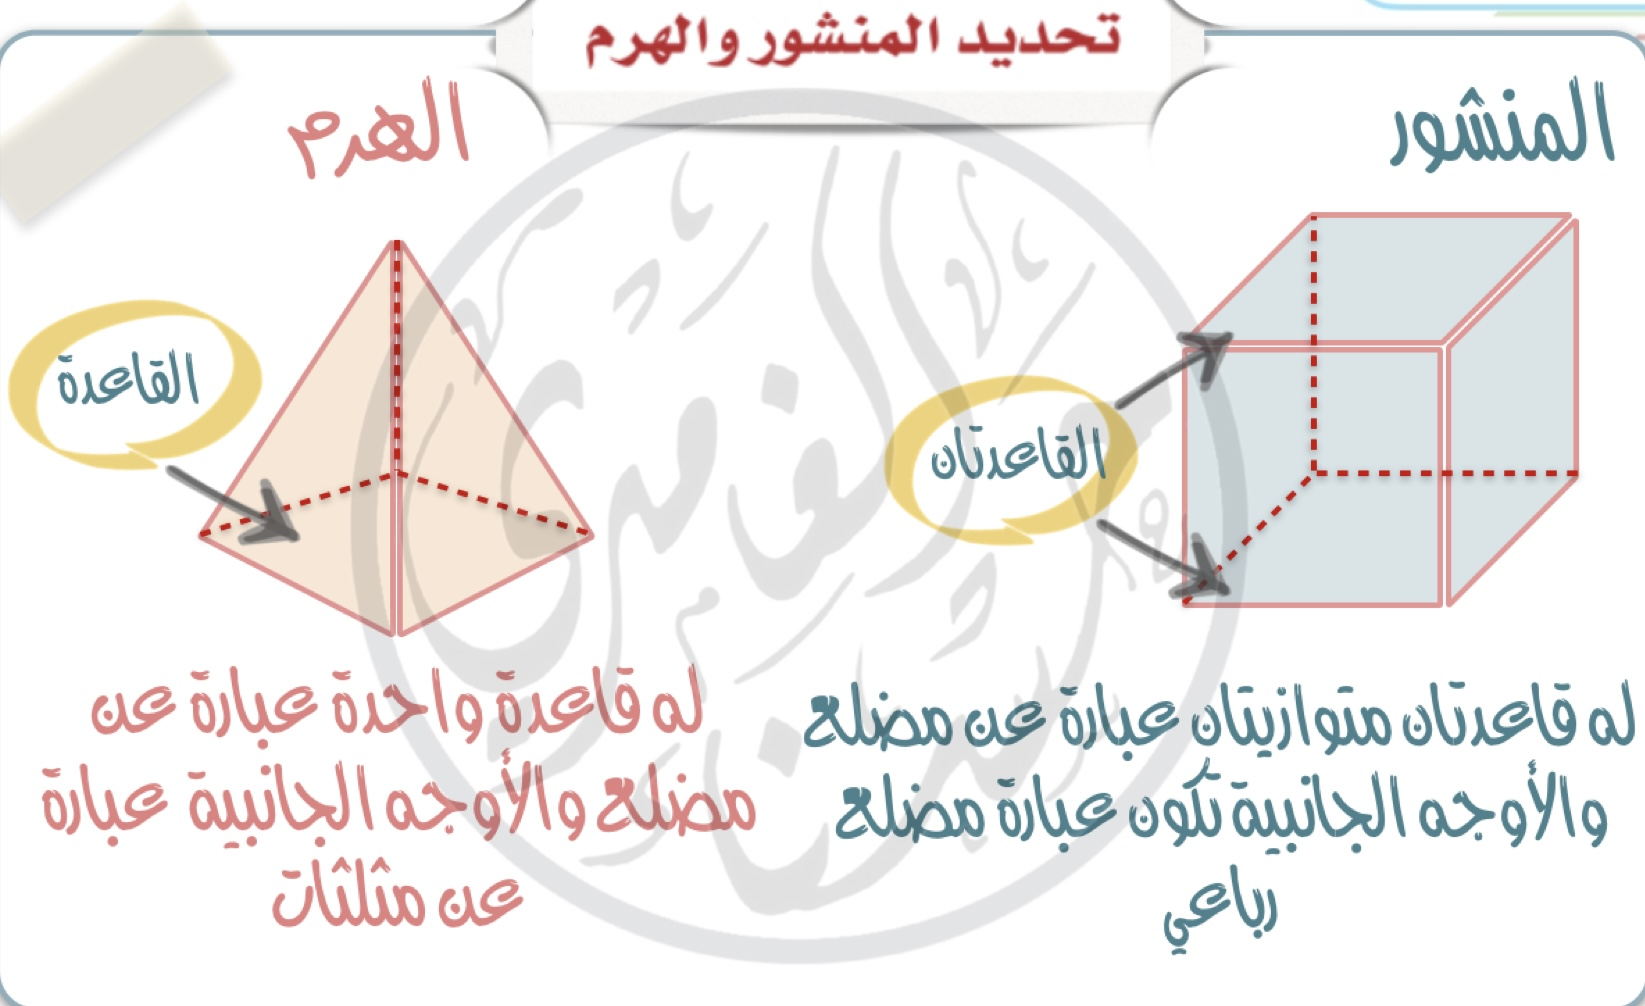 تحديد المنشور والهرم
المنشور
القاعدتان
له قاعدتان متوازيتان عبارة عن مضلع
والأوجه الجانبية تكون عبارة مضلع
رباعي
الهرم
القاعدة
له قاعدة واحدة عبارة عن
مضلع والأوجه الجانبية عبارة
عن مثلثات